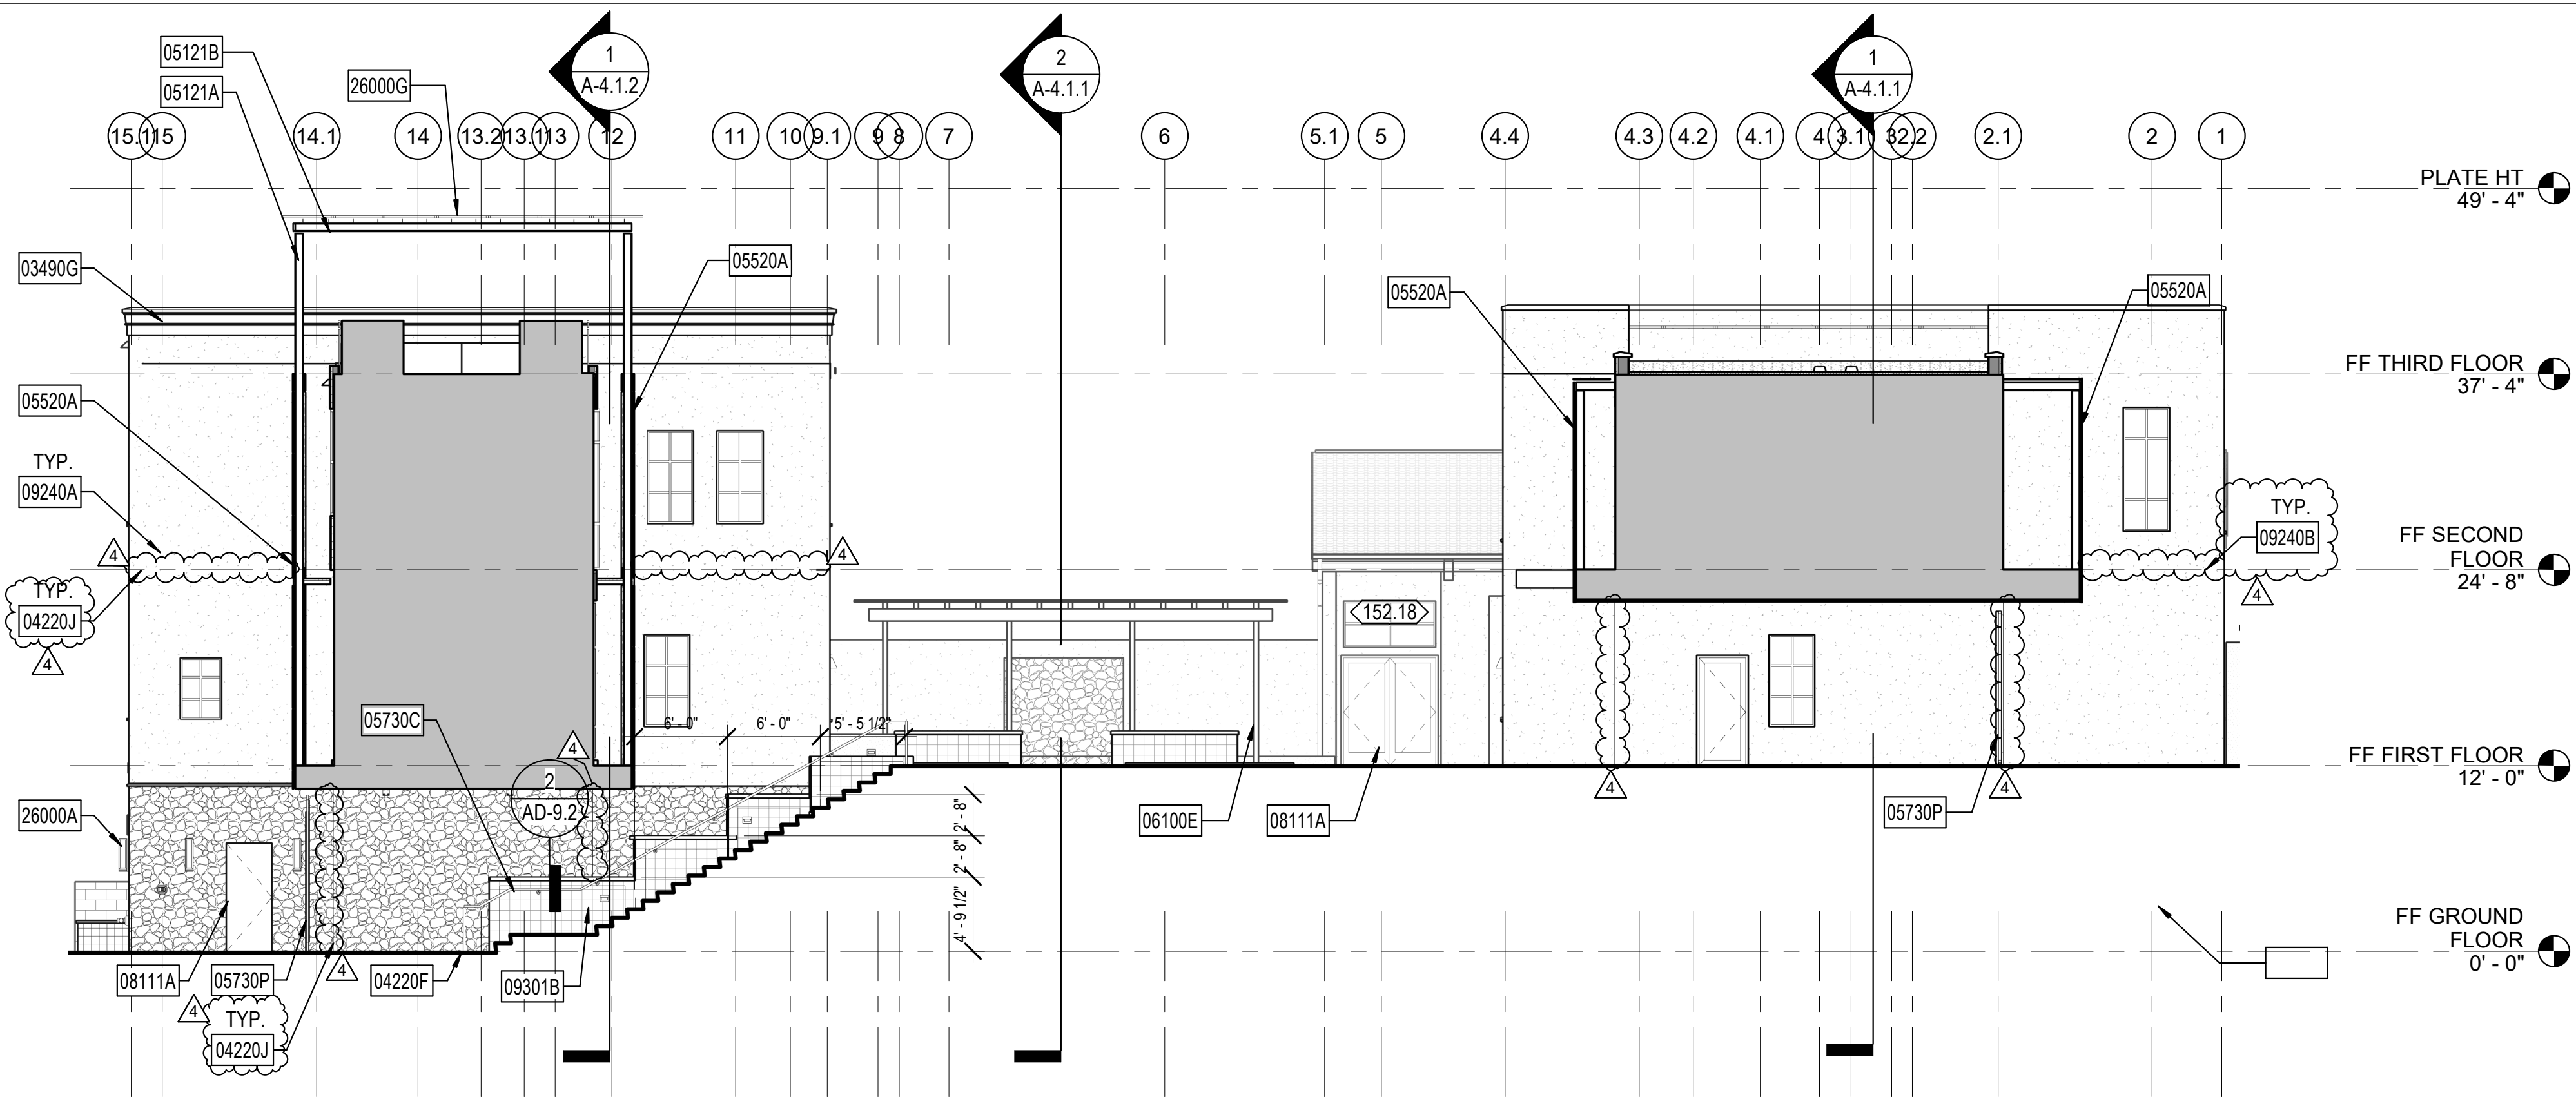 1
A-4.1.2
2
A-4.1.1
1
A-4.1.1
05121B
05121A
26000G
15.1
15
14.1
14
13.2
13.1
13
12
11
10
9.1
9
8
7
6
5.1
5
4.4
4.3
4.2
4.1
4
3.1
3
2.2
2.1
2
1
PLATE HT
49' - 4"
03490G
05520A
05520A
05520A
FF THIRD FLOOR
37' - 4"
05520A
TYP.
09240A
4
4
TYP.
04220J
4
TYP.
09240B
4
FF SECOND
FLOOR
24' - 8"
152.18
05730C
6' - 0"
6' - 0"
5' - 5 1/2"
4
2
AD-9.2
FF FIRST FLOOR
12' - 0"
4
4
26000A
2' - 8"
2' - 8"
4' - 9 1/2"
06100E
08111A
05730P
FF GROUND
FLOOR
0' - 0"
08111A
05730P
4
04220F
09301B
4
TYP.
04220J